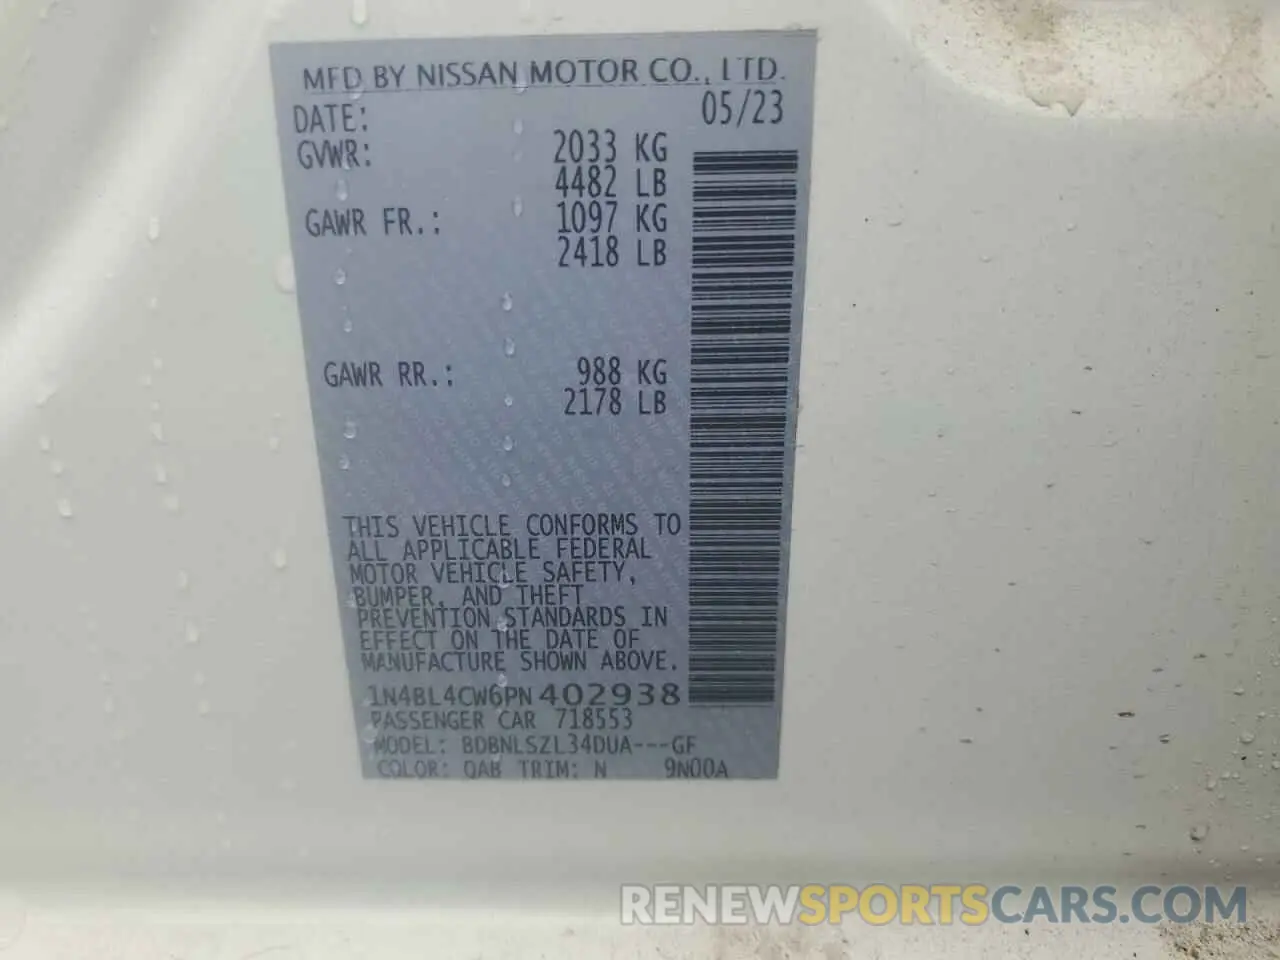 MFD BY NISSAN MOTOR CO., LTD.
DATE: 05/23
GVWR: 2033 KG
4482 LB
GAWR FR.: 1097 KG
2418 LB
GAWR RR.: 988 KG
2178 LB
THIS VEHICLE CONFORMS TO
ALL APPLICABLE FEDERAL
MOTOR VEHICLE SAFETY,
BUMPER, AND THEFT
PREVENTION STANDARDS IN
EFFECT ON THE DATE OF
MANUFACTURE SHOWN ABOVE.
1N4BL4CW6PN402938
PASSENGER CAR 718553
MODEL: BDBNLSZL34DUA---GF
COLOR: QAB TRIM: N 9N00A
RENEWSPORTSCARS.COM